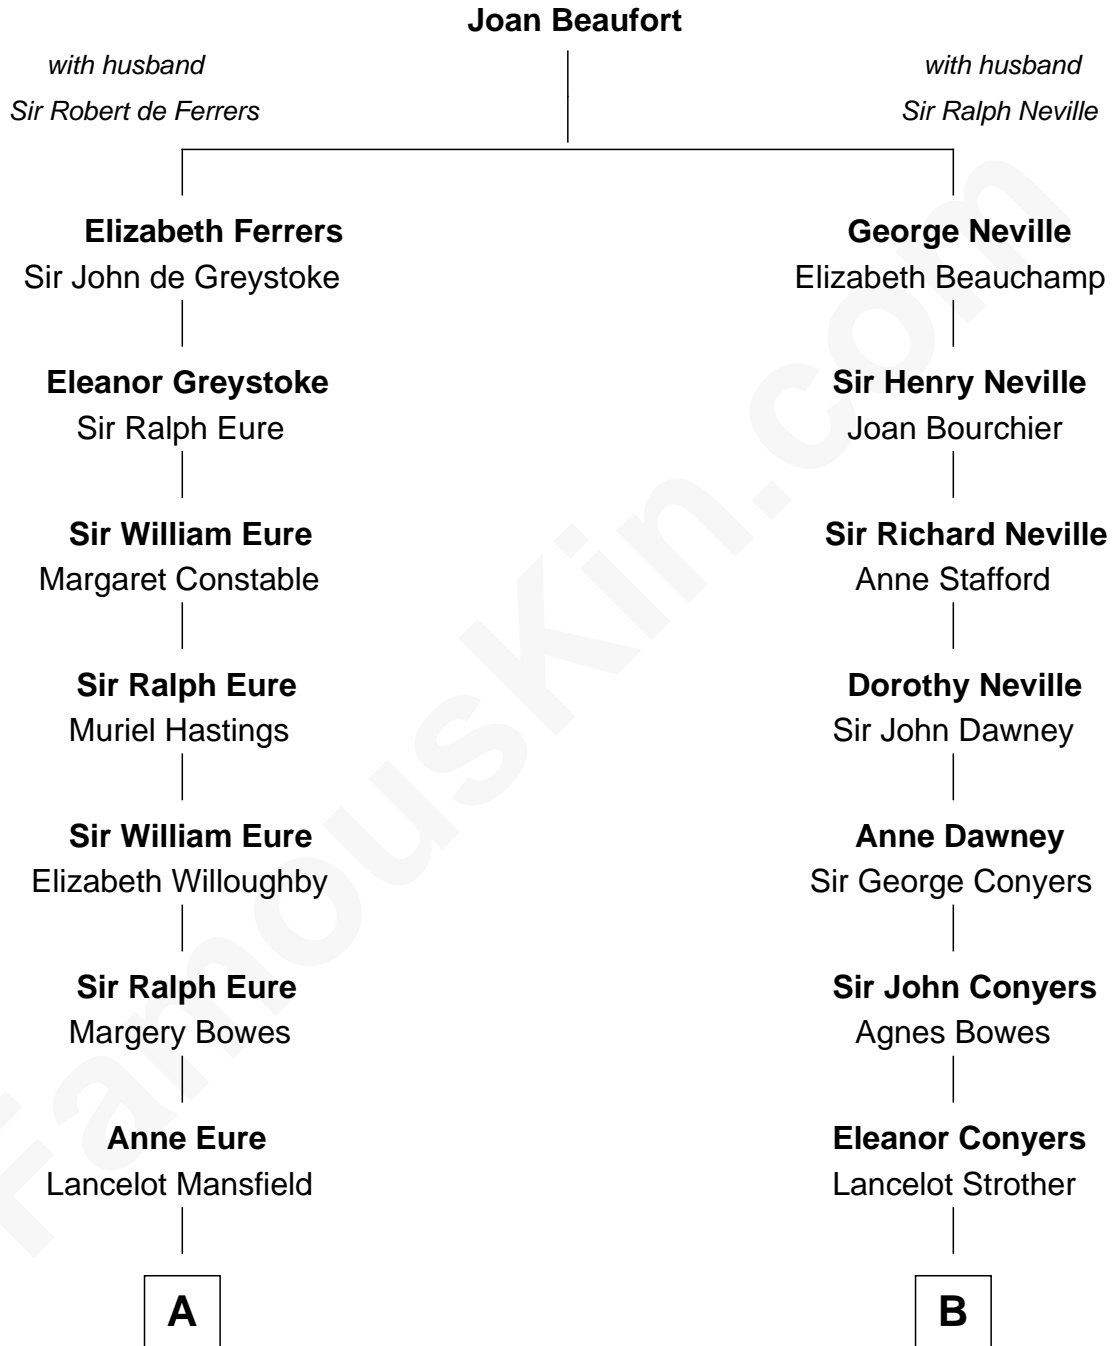 Joan Beaufort
with husband
Sir Robert de Ferrers
with husband
Sir Ralph Neville
Elizabeth Ferrers
Sir John de Greystoke
George Neville
Elizabeth Beauchamp
Eleanor Greystoke
Sir Ralph Eure
Sir Henry Neville
Joan Bourchier
Sir William Eure
Margaret Constable
Sir Richard Neville
Anne Stafford
Sir Ralph Eure
Muriel Hastings
Dorothy Neville
Sir John Dawney
Sir William Eure
Elizabeth Willoughby
Anne Dawney
Sir George Conyers
Sir Ralph Eure
Margery Bowes
Sir John Conyers
Agnes Bowes
Anne Eure
Lancelot Mansfield
Eleanor Conyers
Lancelot Strother
A
B
FamousKin.com